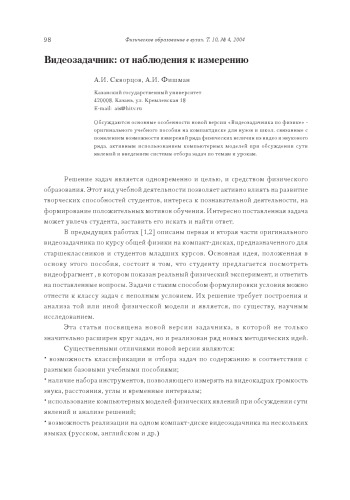 98 Физическое образование в вузах. Т. 10, № 4, 2004
Видеозадачник: от наблюдения к измерению
А.И. Скворцов, А.И. Фишман
Казанский государственный университет
420008, Казань, ул. Кремлевская 18
Обсуждаются основные особенности новой версии «Видеозадачника по физике» -
оригинального учебного пособия на компакт-диске для вузов и школ, связанные с
появлением возможности измерений ряда физических величин на видео и звукового
ряда, активным использованием компьютерных моделей при обсуждении сути
явлений и введением системы отбора задач по темам и урокам.
Решение задач является одновременно и целью, и средством физического
образования. Этот вид учебной деятельности позволяет активно влиять на развитие
творческих способностей студентов, интереса к познавательной деятельности, на
формирование положительных мотивов обучения. Интересно поставленная задача
может увлечь студента, заставить его искать и найти ответ.
В предыдущих работах [1,2] описаны первая и вторая части оригинального
видеозадачника по курсу общей физики на компакт-дисках, предназначенного для
старшеклассников и студентов младших курсов. Основная идея, положенная в
основу этого пособия, состоит в том, что студенту предлагается посмотреть
видеофрагмент, в котором показан реальный физический эксперимент, и ответить
на поставленные вопросы. Задачи с таким способом формулировки условия можно
отнести к классу задач с неполным условием. Их решение требует построения и
анализа той или иной физической модели и является, по существу, научным
исследованием.
Эта статья посвящена новой версии задачника, в которой не только
значительно расширен круг задач, но и реализован ряд новых методических идей.
Существенными отличиями новой версии являются:
• возможность классификации и отбора задач по содержанию в соответствии с
разными базовыми учебными пособиями;
• наличие набора инструментов, позволяющего измерять на видеокадрах громкость
звука, расстояния, углы и временные интервалы;
• использование компьютерных моделей физических явлений при обсуждении сути
явлений и анализе решений;
• возможность реализации на одном компакт-диске видеозадачника на нескольких
языках (русском, английском и др.)